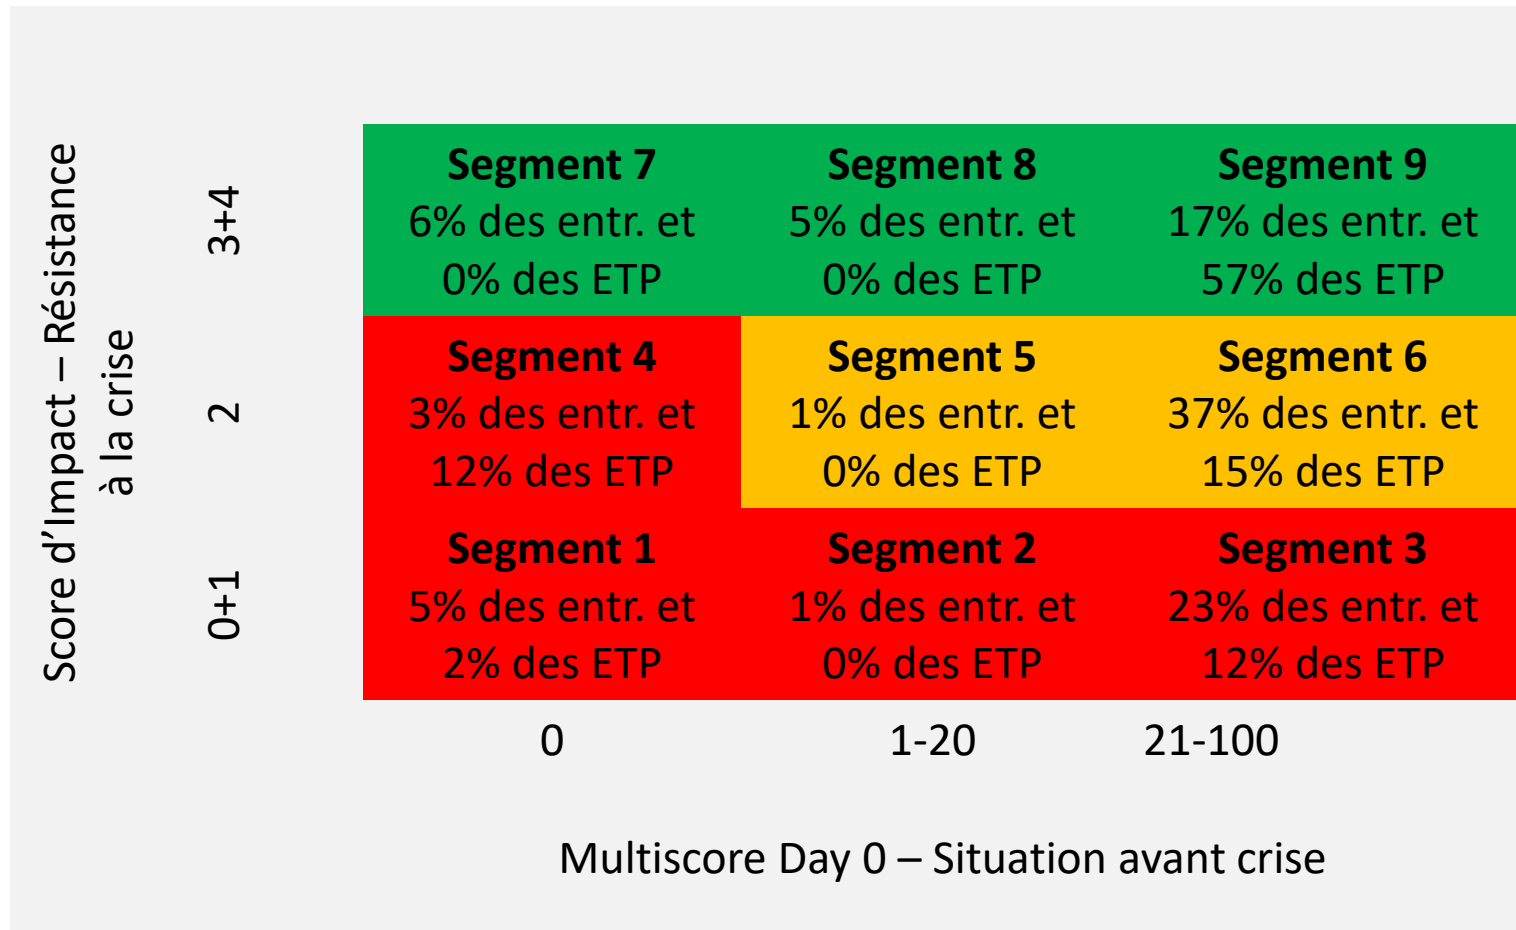 Score d'Impact – Résistance
à la crise
3+4
Segment 7
6% des entr. et
0% des ETP
Segment 8
5% des entr. et
0% des ETP
Segment 9
17% des entr. et
57% des ETP
2
Segment 4
3% des entr. et
12% des ETP
Segment 5
1% des entr. et
0% des ETP
Segment 6
37% des entr. et
15% des ETP
0+1
Segment 1
5% des entr. et
2% des ETP
Segment 2
1% des entr. et
0% des ETP
Segment 3
23% des entr. et
12% des ETP
0
1-20
21-100
Multiscore Day 0 – Situation avant crise